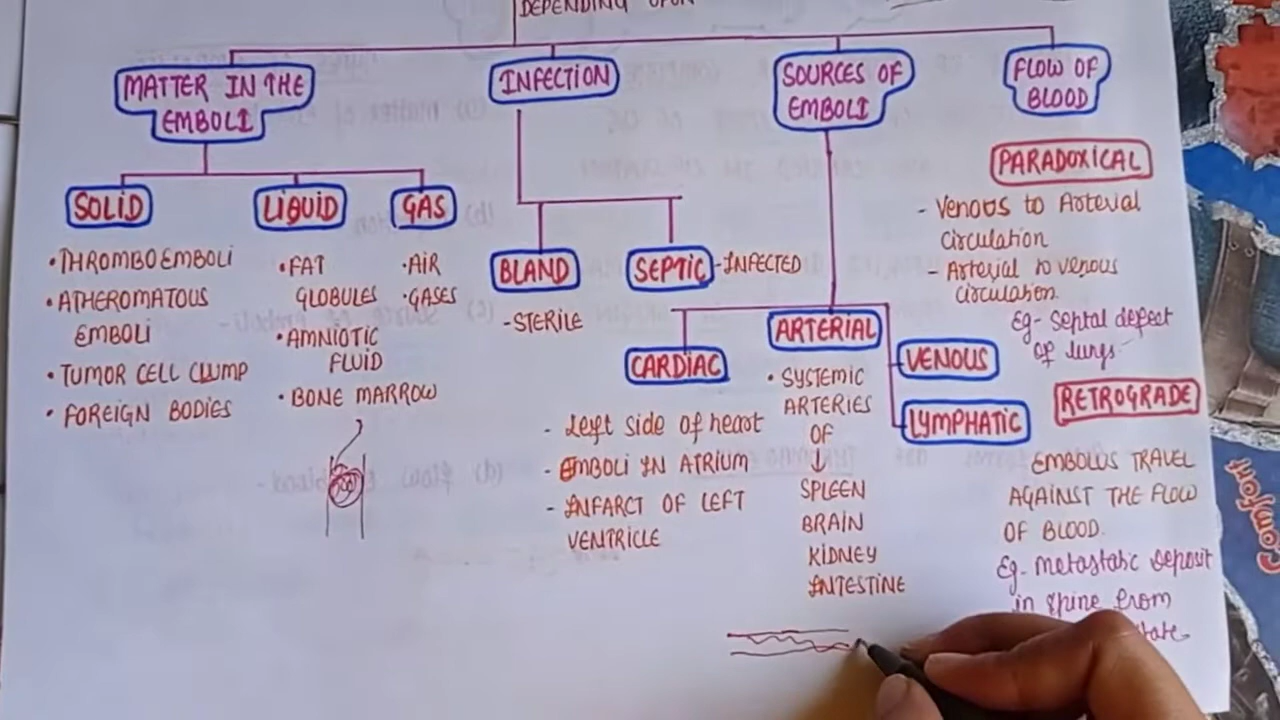 DEPENDING UPON
MATTER IN THE
EMBOLI
INFECTION
SOURCES OF
EMBOLI
FLOW OF
BLOOD
SOLID
LIQUID
GAS
• THROMBOEMBOLI
• ATHEROMATOUS
EMBOLI
• TUMOR CELL CLUMP
• FOREIGN BODIES
• FAT
GLOBULES
• AMNIOTIC
FLUID
• BONE MARROW
• AIR
• GASES
BLAND
- STERILE
SEPTIC - INFECTED
CARDIAC
- Left side of heart
- EMBOLI IN ATRIUM
- INFARCT OF LEFT
VENTRICLE
ARTERIAL
• SYSTEMIC
ARTERIES
OF
↓
SPLEEN
BRAIN
KIDNEY
INTESTINE
VENOUS
LYMPHATIC
PARADOXICAL
- Venous to Arterial
Circulation
- Arterial to venous
circulation.
Eg- Septal defect
of lungs
RETROGRADE
EMBOLUS TRAVEL
AGAINST THE FLOW
OF BLOOD.
Eg- metastatic deposit
in spine from
Comfort